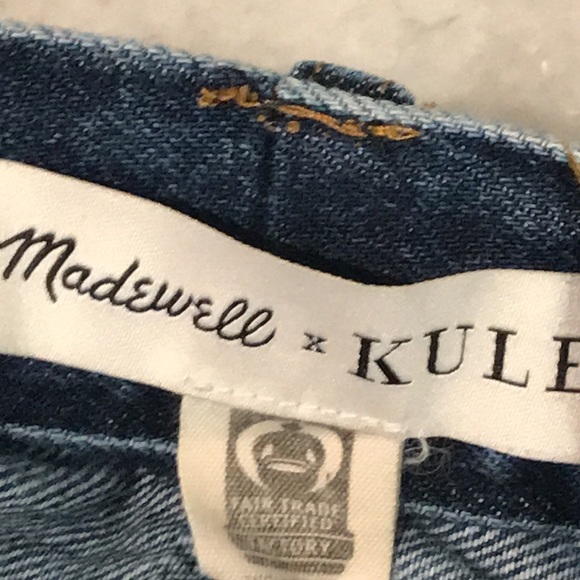 Madewell x KULE
FAIR TRADE
CERTIFIED
FACTORY